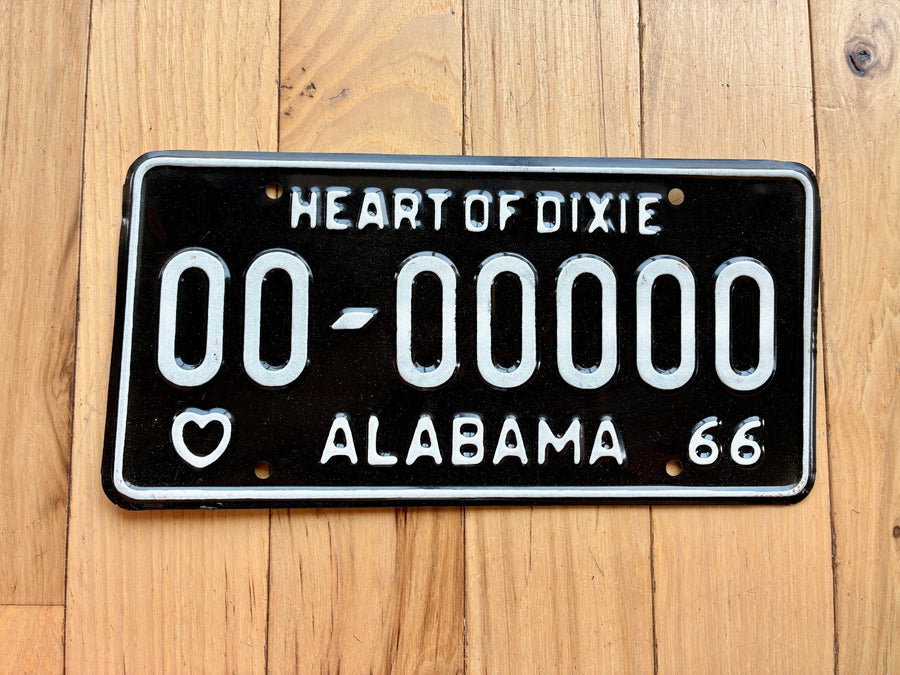 HEART OF DIXIE
00-00000
ALABAMA 66